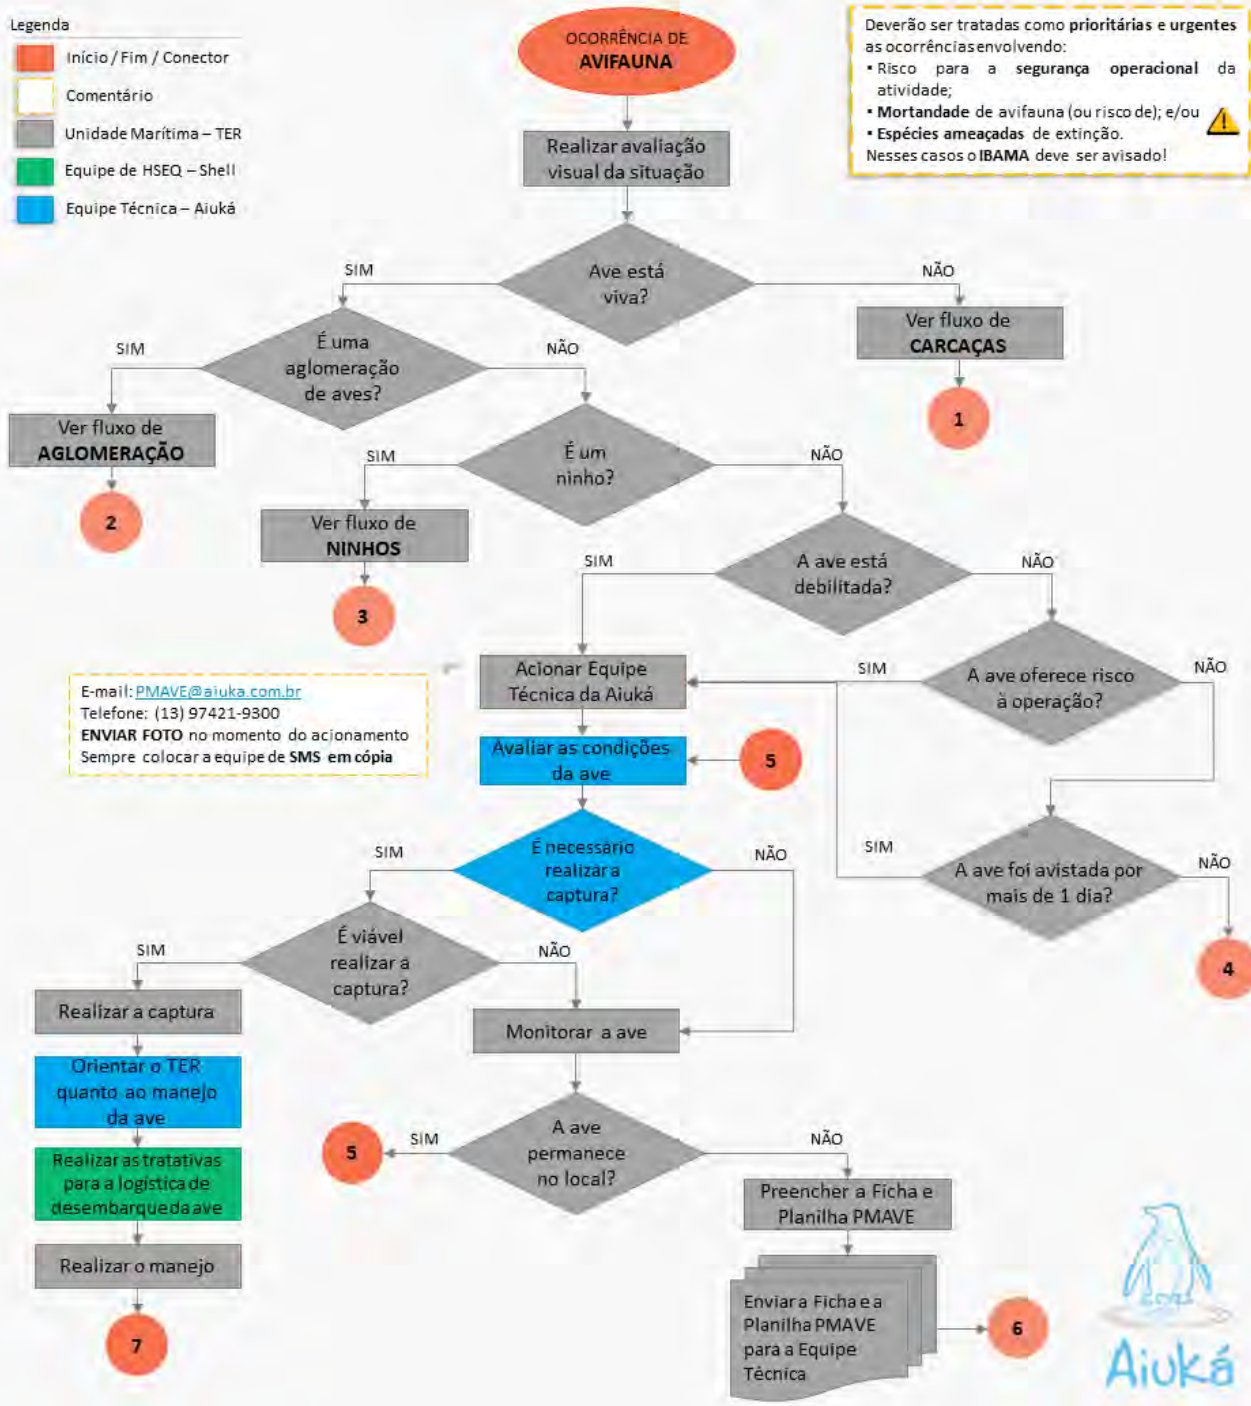 Legenda
Início / Fim / Conector
Comentário
Unidade Marítima – TER
Equipe de HSEQ – Shell
Equipe Técnica – Aiuká
OCORRÊNCIA DE
AVIFAUNA
Deverão ser tratadas como prioritárias e urgentes
as ocorrências envolvendo:
▪ Risco para a segurança operacional da
atividade;
▪ Mortandade de avifauna (ou risco de); e/ou
▪ Espécies ameaçadas de extinção.
Nesses casos o IBAMA deve ser avisado!
Realizar avaliação
visual da situação
Ave está
viva?
SIM
NÃO
Ver fluxo de
CARCAÇAS
1
É uma
aglomeração
de aves?
SIM
NÃO
Ver fluxo de
AGLOMERAÇÃO
2
É um
ninho?
SIM
NÃO
Ver fluxo de
NINHOS
3
A ave está
debilitada?
SIM
NÃO
Acionar Equipe
Técnica da Aiuká
A ave oferece risco
à operação?
SIM
NÃO
E-mail: PMAVE@aiuka.com.br
Telefone: (13) 97421-9300
ENVIAR FOTO no momento do acionamento
Sempre colocar a equipe de SMS em cópia
Avaliar as condições
da ave
5
A ave foi avistada por
mais de 1 dia?
SIM
NÃO
4
É necessário
realizar a
captura?
SIM
NÃO
É viável
realizar a
captura?
SIM
NÃO
Realizar a captura
Monitorar a ave
Orientar o TER
quanto ao manejo
da ave
Realizar as tratativas
para a logística de
desembarque da ave
Realizar o manejo
7
A ave
permanece
no local?
SIM
NÃO
5
Preencher a Ficha e
Planilha PMAVE
Enviar a Ficha e a
Planilha PMAVE
para a Equipe
Técnica
6
Aiuká